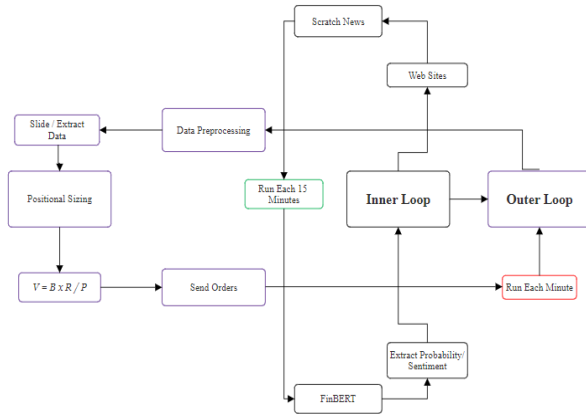 Scratch News
Web Sites
Slide / Extract
Data
Data Preprocessing
Positional Sizing
Run Each 15
Minutes
Inner Loop
Outer Loop
V = B x R / P
Send Orders
Run Each Minute
Extract Probability/
Sentiment
FinBERT